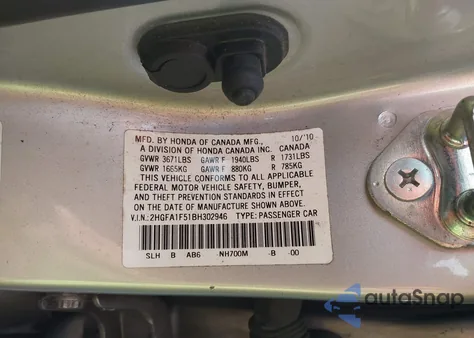 MFD. BY HONDA OF CANADA MFG., 10/'10
A DIVISION OF HONDA CANADA INC. CANADA
GVWR 3671LBS GAWR F 1940LBS R 1731LBS
GVWR 1665KG GAWR F 880KG R 785KG
THIS VEHICLE CONFORMS TO ALL APPLICABLE
FEDERAL MOTOR VEHICLE SAFETY, BUMPER,
AND THEFT PREVENTION STANDARDS IN EFFECT
ON THE DATE OF MANUFACTURE SHOWN ABOVE.
V.I.N.: 2HGFA1F51BH302946 TYPE: PASSENGER CAR
SLH B AB6 NH700M -B -00
autoSnap